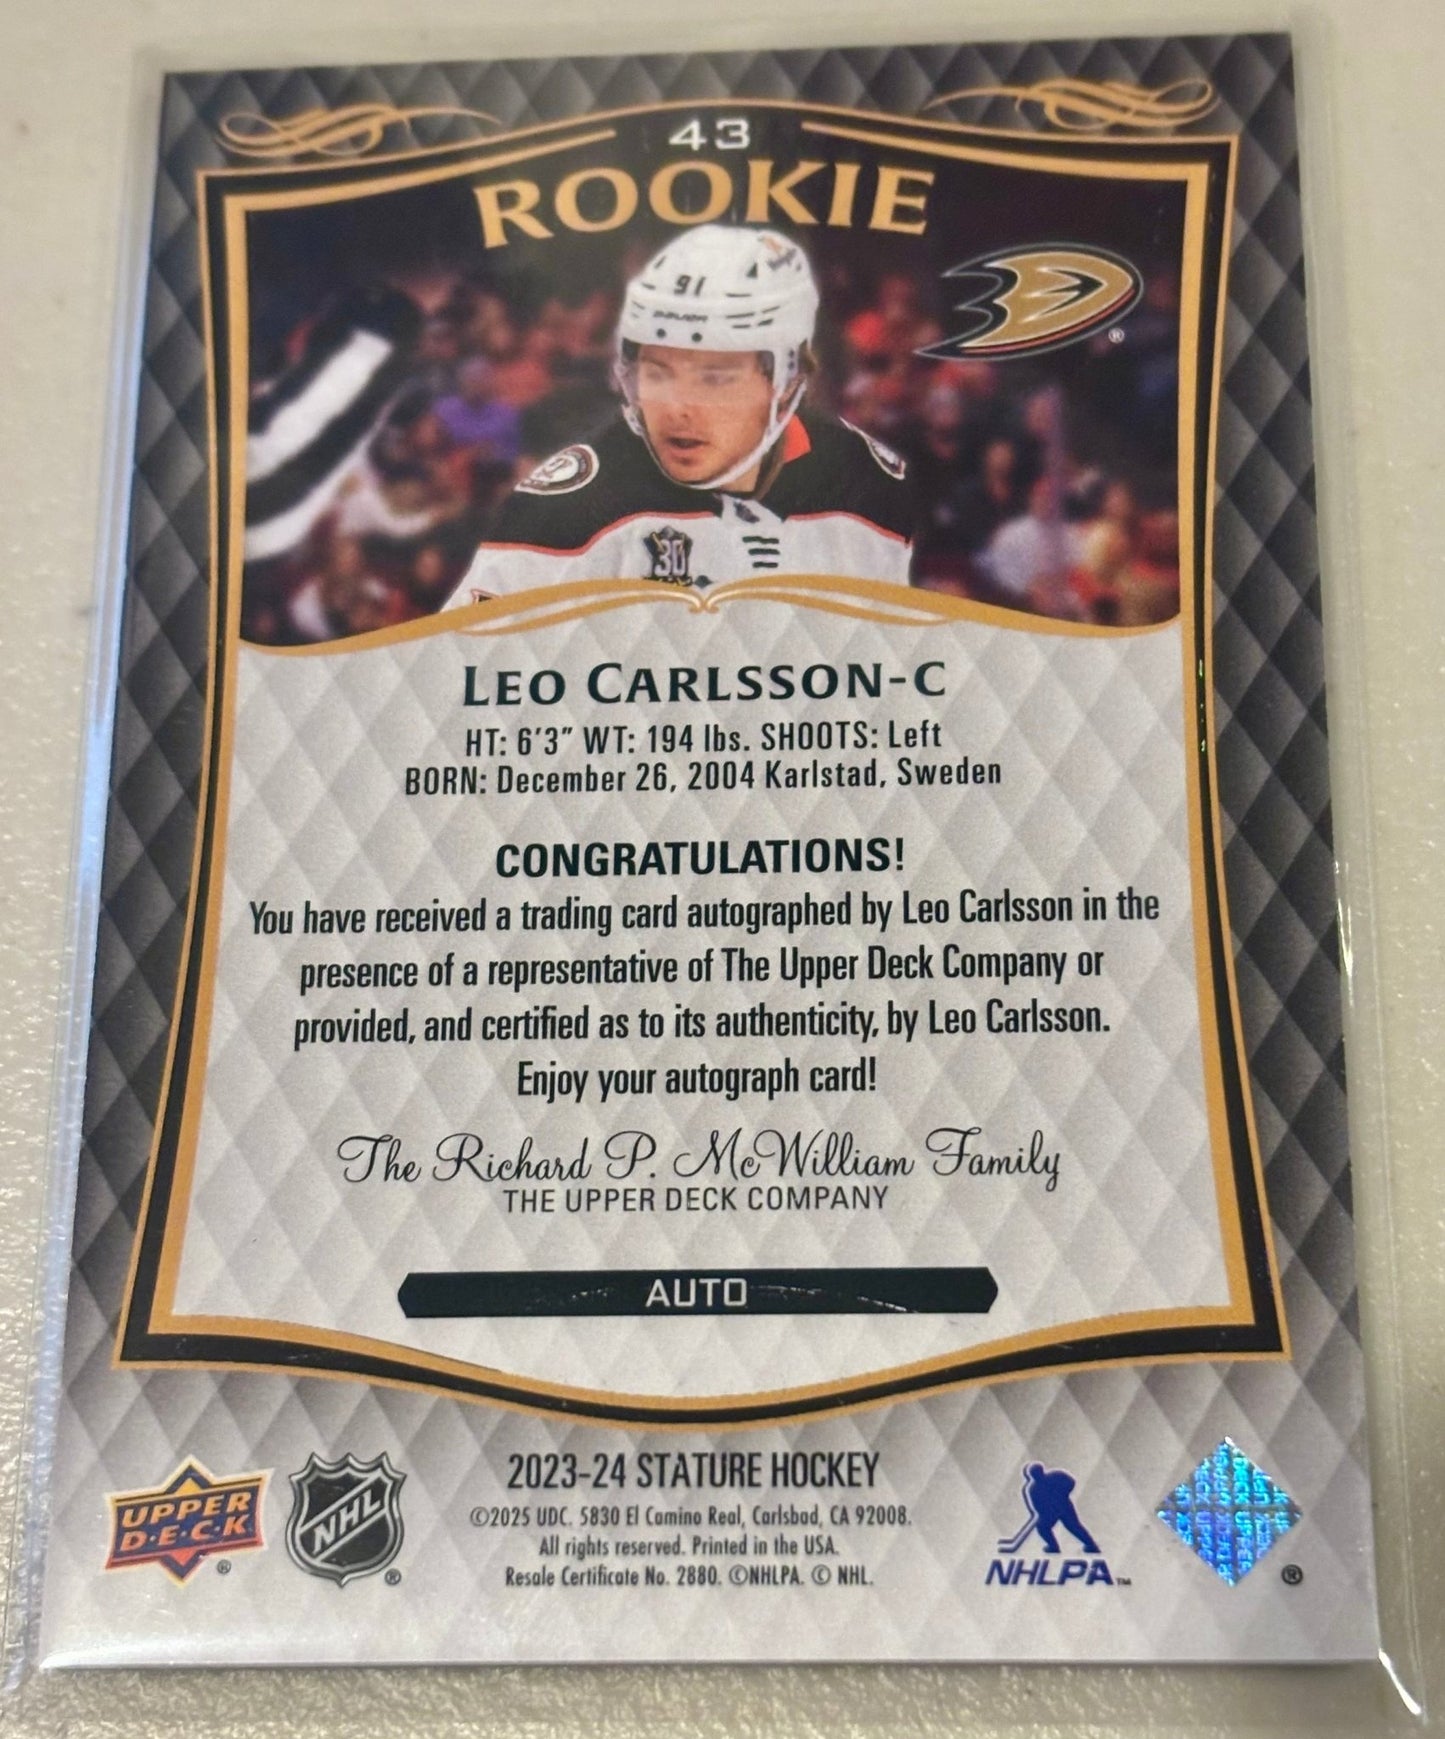 43
ROOKIE
91
BAUER
®
30
LEO CARLSSON-C
HT: 6'3" WT: 194 lbs. SHOOTS: Left
BORN: December 26, 2004 Karlstad, Sweden
CONGRATULATIONS!
You have received a trading card autographed by Leo Carlsson in the
presence of a representative of The Upper Deck Company or
provided, and certified as to its authenticity, by Leo Carlsson.
Enjoy your autograph card!
The Richard P. McWilliam Family
THE UPPER DECK COMPANY
AUTO
2023-24 STATURE HOCKEY
©2025 UDC. 5830 El Camino Real, Carlsbad, CA 92008.
All rights reserved. Printed in the USA.
Resale Certificate No. 2880. ©NHLPA. © NHL.
UPPER
D·E·C·K
®
NHL
®
NHLPA™
®